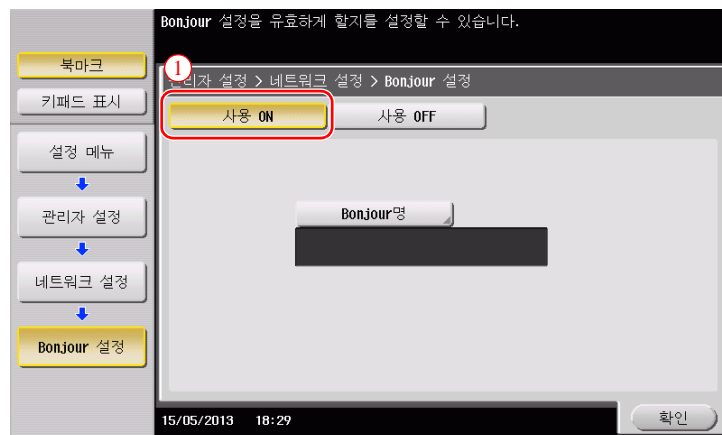 Bonjour 설정을 유효하게 할지를 설정할 수 있습니다.
북마크
키패드 표시
설정 메뉴
관리자 설정
네트워크 설정
Bonjour 설정
1
관리자 설정 > 네트워크 설정 > Bonjour 설정
사용 ON
사용 OFF
Bonjour명
15/05/2013 18:29
확인